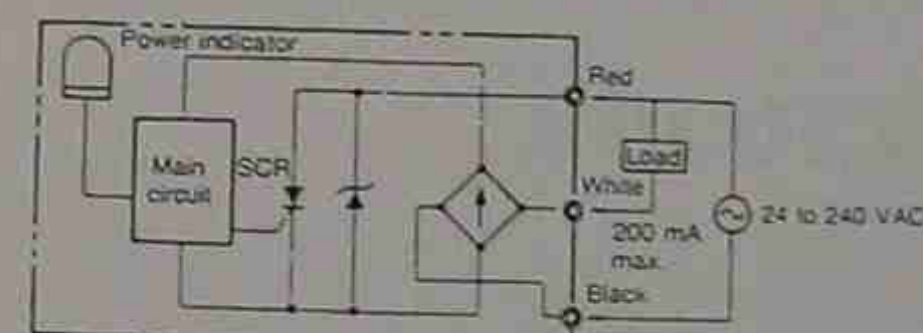 Power indicator
Red
Main
circuit
SCR
Load
White
24 to 240 VAC
200 mA
max.
Black